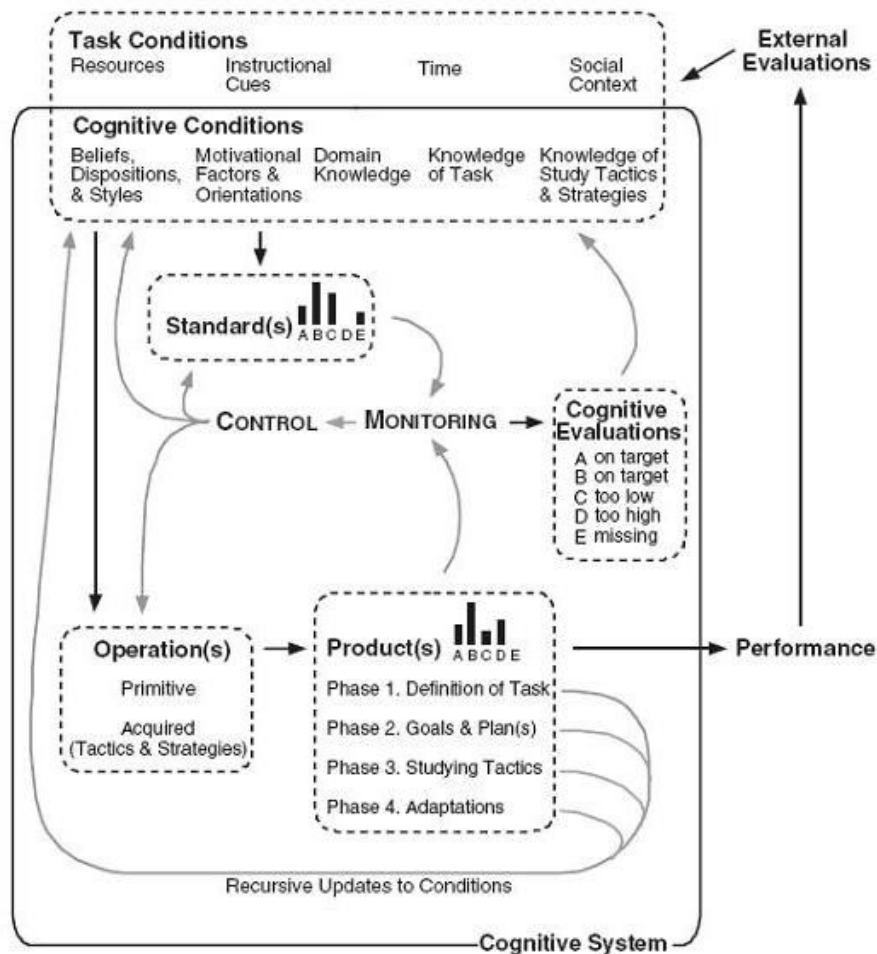 Task Conditions
Resources
Instructional
Cues
Time
Social
Context
External
Evaluations
Cognitive Conditions
Beliefs,
Dispositions,
& Styles
Motivational
Factors &
Orientations
Domain
Knowledge
Knowledge
of Task
Knowledge of
Study Tactics
& Strategies
Standard(s)
A B C D E
CONTROL
MONITORING
Cognitive
Evaluations
A on target
B on target
C too low
D too high
E missing
Operation(s)
Primitive
Acquired
(Tactics & Strategies)
Product(s)
A B C D E
Phase 1. Definition of Task
Phase 2. Goals & Plan(s)
Phase 3. Studying Tactics
Phase 4. Adaptations
Performance
Recursive Updates to Conditions
Cognitive System